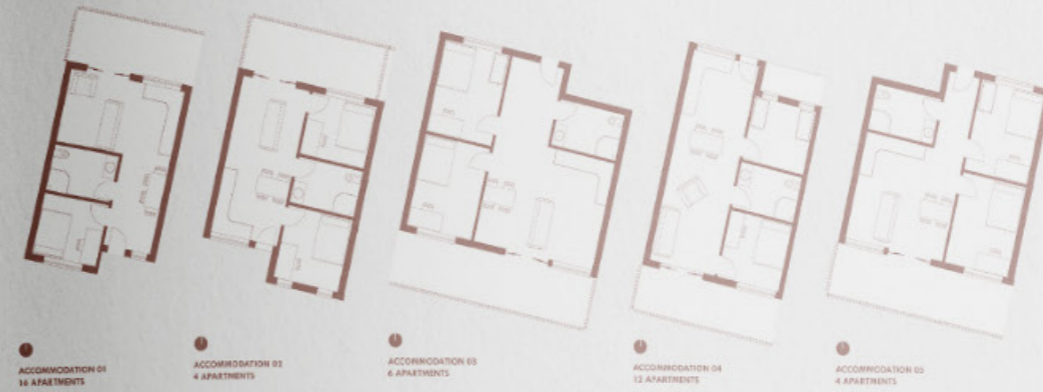 ACCOMMODATION 01
16 APARTMENTS
ACCOMMODATION 02
4 APARTMENTS
ACCOMMODATION 03
6 APARTMENTS
ACCOMMODATION 04
12 APARTMENTS
ACCOMMODATION 05
4 APARTMENTS